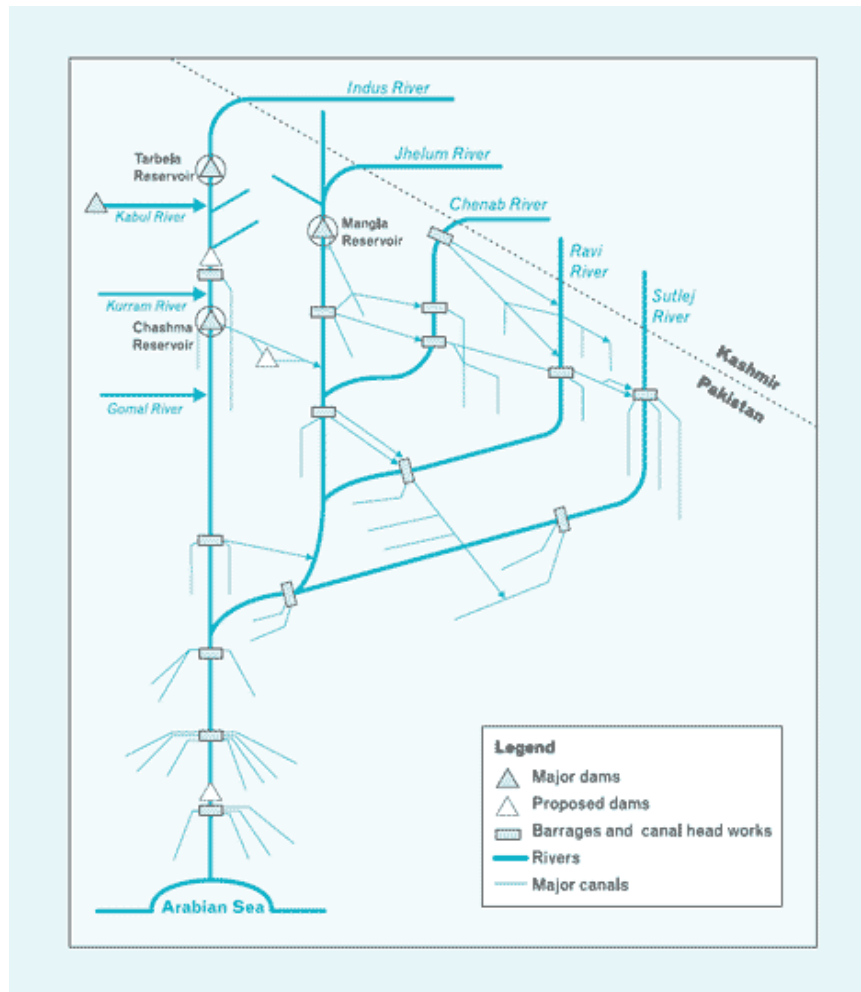 Indus River
Tarbela
Reservoir
Jhelum River
Kabul River
Chenab River
Mangla
Reservoir
Ravi
River
Kurram River
Sutlej
River
Chashma
Reservoir
Kashmir
Pakistan
Gomal River
Legend
Major dams
Proposed dams
Barrages and canal head works
Rivers
Major canals
Arabian Sea